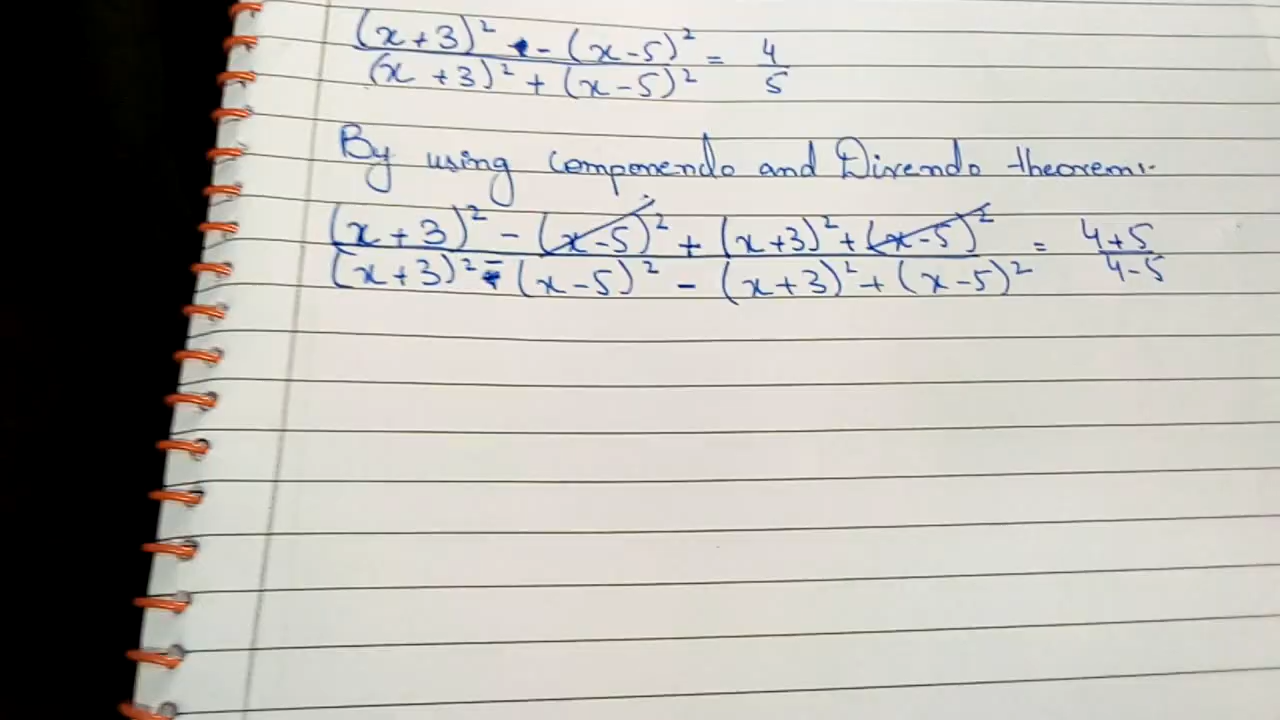 (x+3)² - (x-5)² / (x+3)² + (x-5)² = 4/5
By using Componendo and Divendo theorem:-
(x+3)² - (x-5)² + (x+3)² + (x-5)² / (x+3)² - (x-5)² - (x+3)² + (x-5)² = 4+5 / 4-5